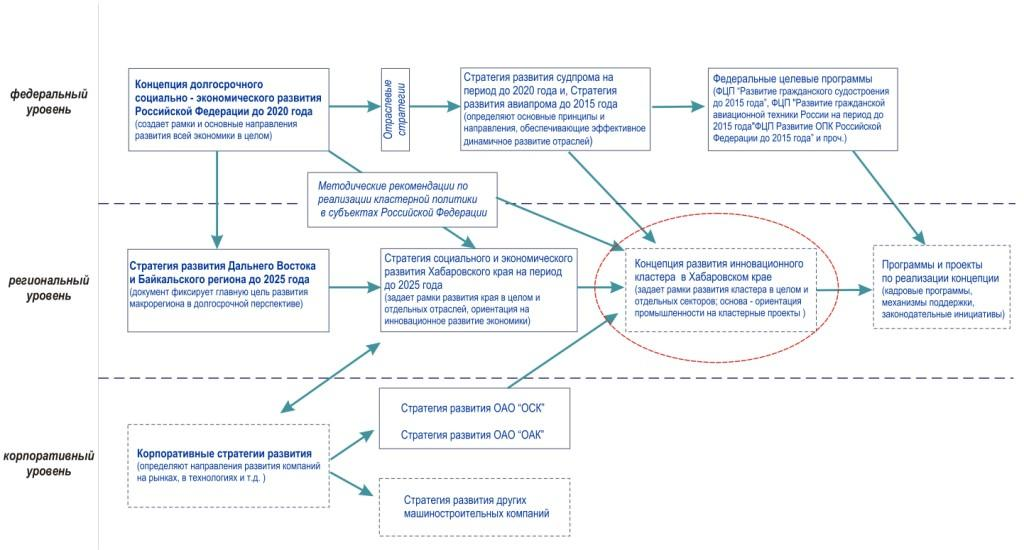 федеральный
уровень
Концепция долгосрочного
социально - экономического развития
Российской Федерации до 2020 года
(создает рамки и основные направления
развития всей экономики в целом)
Отраслевые
стратегии
Стратегия развития судпрома на
период до 2020 года и, Стратегия
развития авиапрома до 2015 года
(определяют основные принципы и
направления, обеспечивающие эффективное
динамичное развитие отраслей)
Федеральные целевые программы
(ФЦП “Развитие гражданского судостроения
до 2015 года”, ФЦП "Развитие гражданской
авиационной техники России на период до
2015 года"ФЦП Развитие ОПК Российской
Федерации до 2015 года” и проч.)
Методические рекомендации по
реализации кластерной политики
в субъектах Российской Федерации
региональный
уровень
Стратегия развития Дальнего Востока
и Байкальского региона до 2025 года
(документ фиксирует главную цель развития
макрорегиона в долгосрочной перспективе)
Стратегия социального и экономического
развития Хабаровского края на период
до 2025 года
(задает рамки развития края в целом и
отдельных отраслей, ориентация на
инновационное развитие экономики)
Концепция развития инновационного
кластера в Хабаровском крае
(задает рамки развития кластера в целом и
отдельных секторов; основа - ориентация
промышленности на кластерные проекты )
Программы и проекты
по реализации концепции
(кадровые программы,
механизмы поддержки,
законодательные инициативы)
корпоративный
уровень
Корпоративные стратегии развития
(определяют направления развития компаний
на рынках, в технологиях и т.д. )
Стратегия развития ОАО “ОСК”
Стратегия развития ОАО “ОАК”
Стратегия развития других
машиностроительных компаний